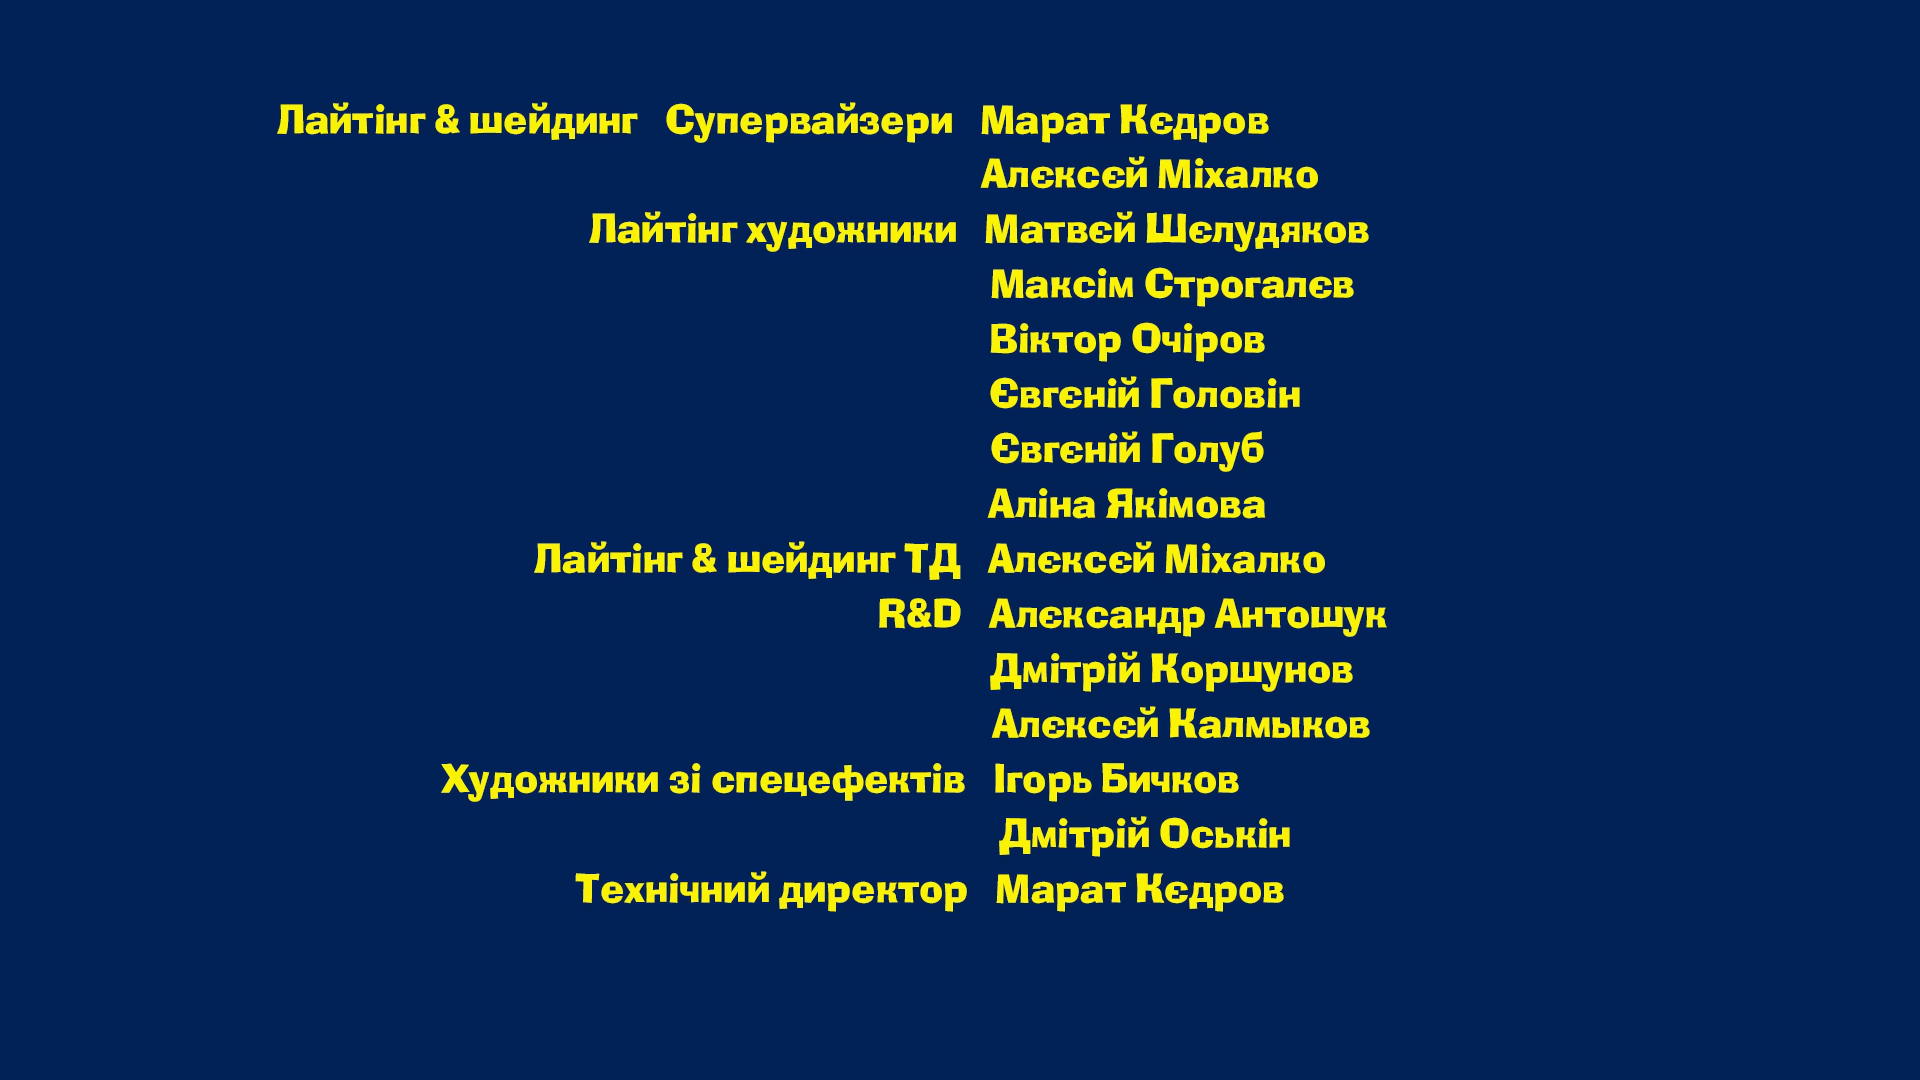 Лайтінг & шейдинг Супервайзери Марат Кєдров
Алєксєй Міхалко
Лайтінг художники Матвєй Шєлудяков
Максім Строгалєв
Віктор Очіров
Євгєній Головін
Євгєній Голуб
Аліна Якімова
Лайтінг & шейдинг ТД Алєксєй Міхалко
R&D Алєксандр Антошук
Дмітрій Коршунов
Алєксєй Калмыков
Художники зі спецефектів Ігорь Бичков
Дмітрій Оськін
Технічний директор Марат Кєдров